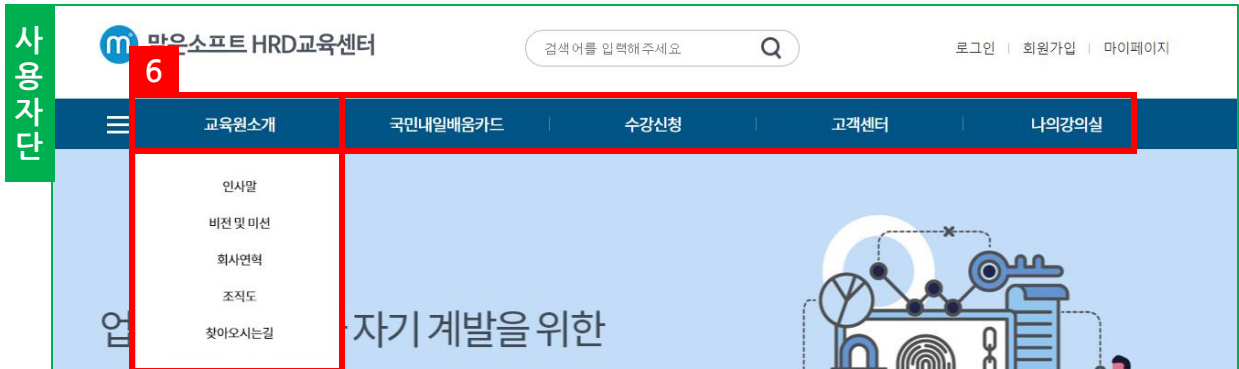 사용자단
맑은소프트 HRD교육센터
검색어를 입력해주세요
로그인 회원가입 마이페이지
6
교육원소개 국민내일배움카드 수강신청 고객센터 나의강의실
인사말
비전 및 미션
회사연혁
조직도
찾아오시는길
자기 계발을 위한